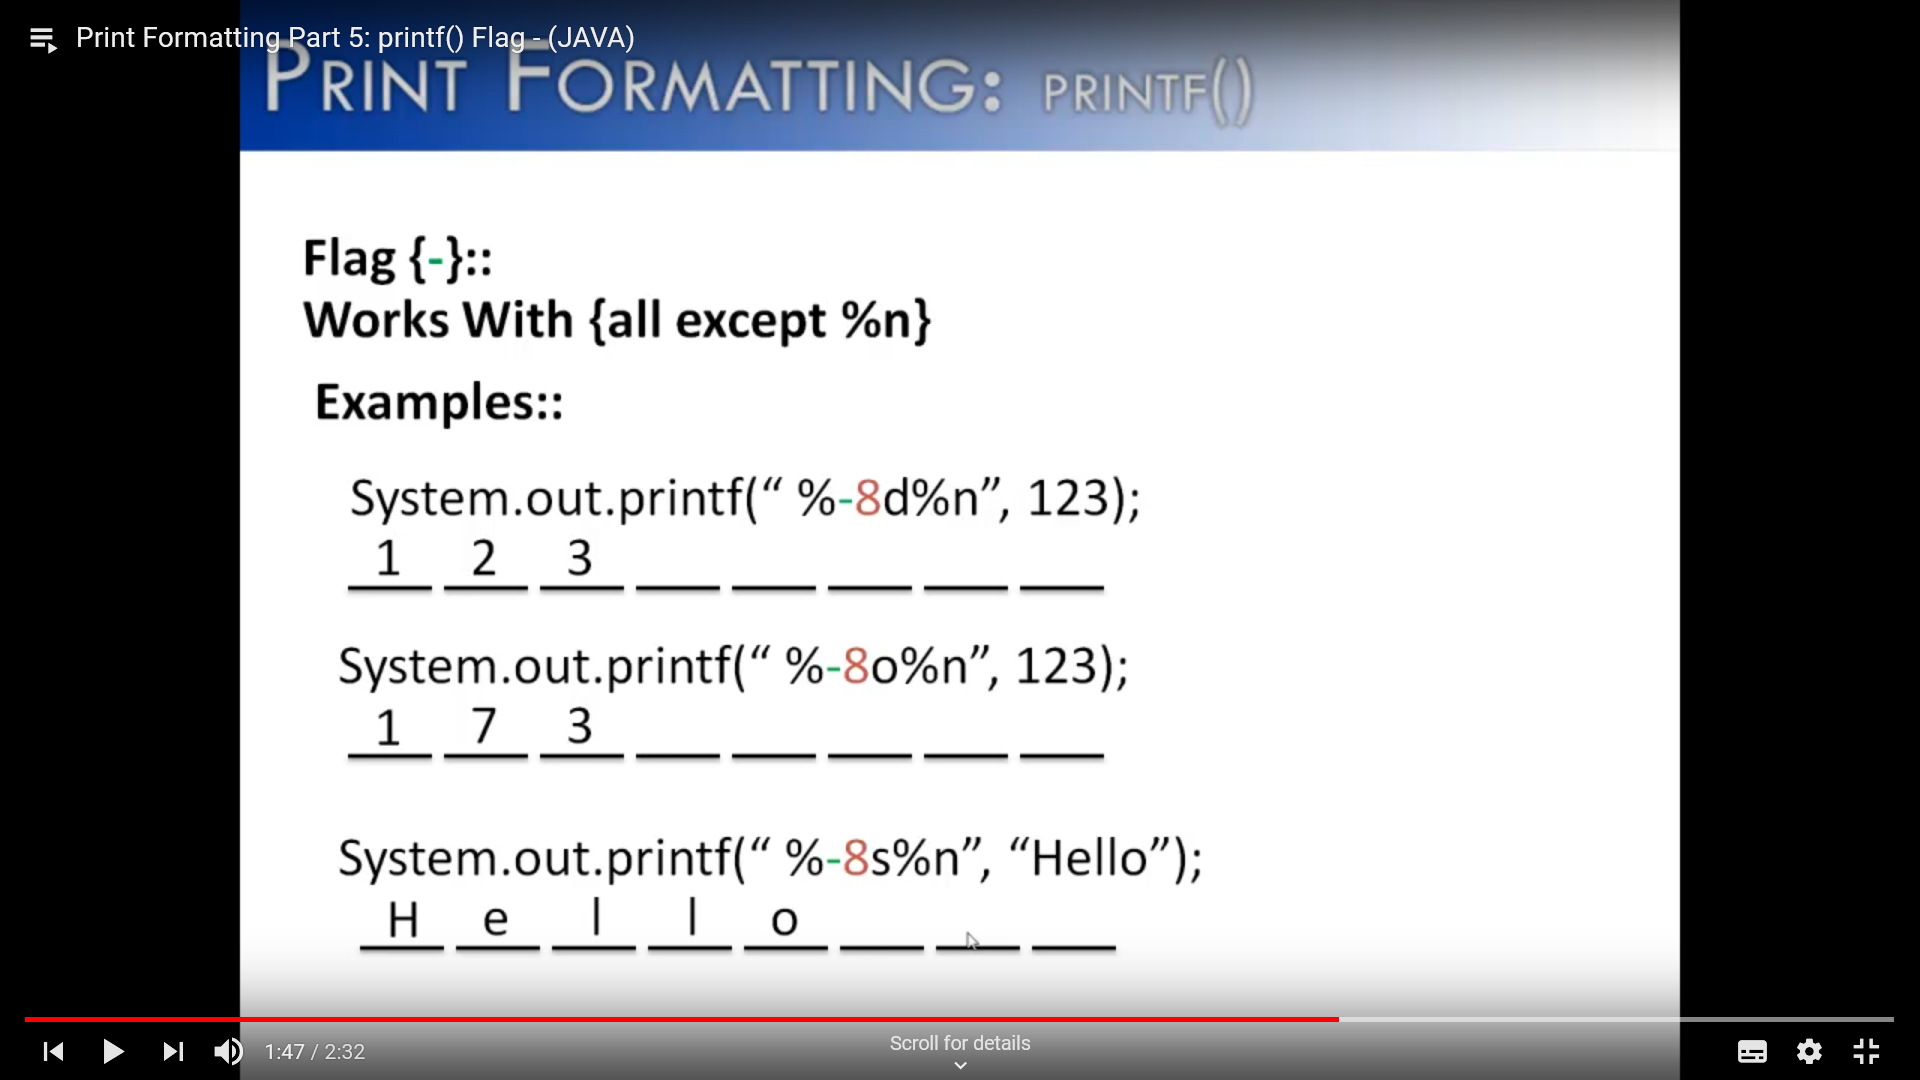 Print Formatting Part 5: printf() Flag - (JAVA)
PRINT FORMATTING: PRINTF()
Flag {-}::
Works With {all except %n}
Examples::
System.out.printf(“ %-8d%n”, 123);
1 2 3
System.out.printf(“ %-8o%n”, 123);
1 7 3
System.out.printf(“ %-8s%n”, “Hello”);
H e l l o
Scroll for details
1:47 / 2:32